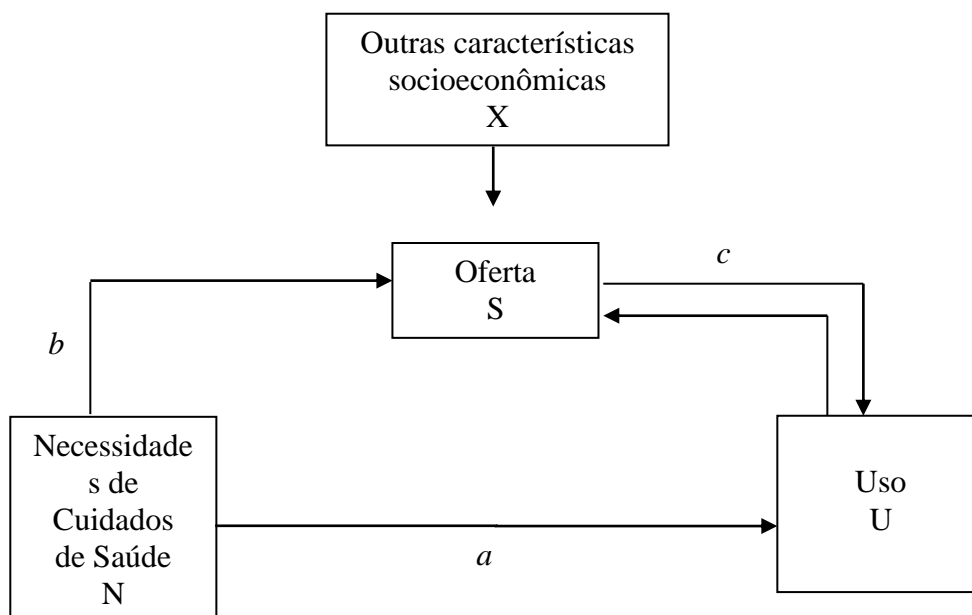 Outras características
socioeconômicas
X
Oferta
S
c
b
Necessidade
s de
Cuidados
de Saúde
N
a
Uso
U